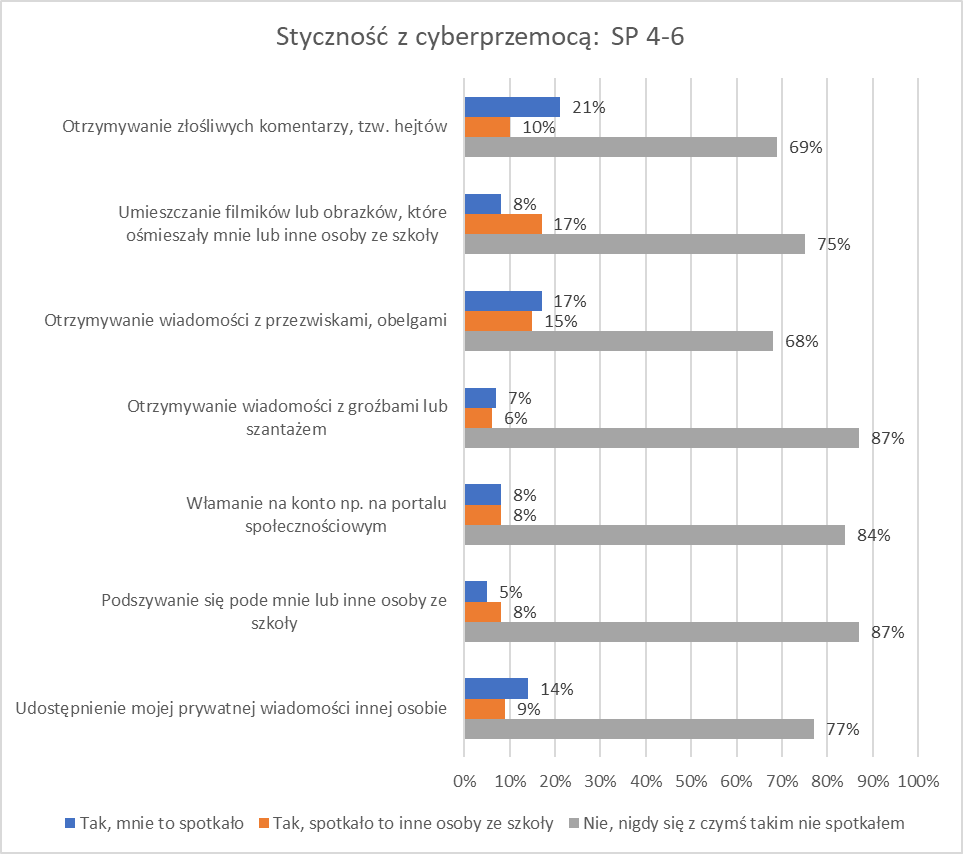 Styczność z cyberprzemocą: SP 4-6
Otrzymywanie złośliwych komentarzy, tzw. hejtów
21%
10%
69%
Umieszczanie filmików lub obrazków, które
ośmieszały mnie lub inne osoby ze szkoły
8%
17%
75%
Otrzymywanie wiadomości z przezwiskami, obelgami
17%
15%
68%
Otrzymywanie wiadomości z groźbami lub
szantażem
7%
6%
87%
Włamanie na konto np. na portalu
społecznościowym
8%
8%
84%
Podszywanie się pode mnie lub inne osoby ze
szkoły
5%
8%
87%
Udostępnienie mojej prywatnej wiadomości innej osobie
14%
9%
77%
0% 10% 20% 30% 40% 50% 60% 70% 80% 90% 100%
Tak, mnie to spotkało Tak, spotkało to inne osoby ze szkoły Nie, nigdy się z czymś takim nie spotkałem